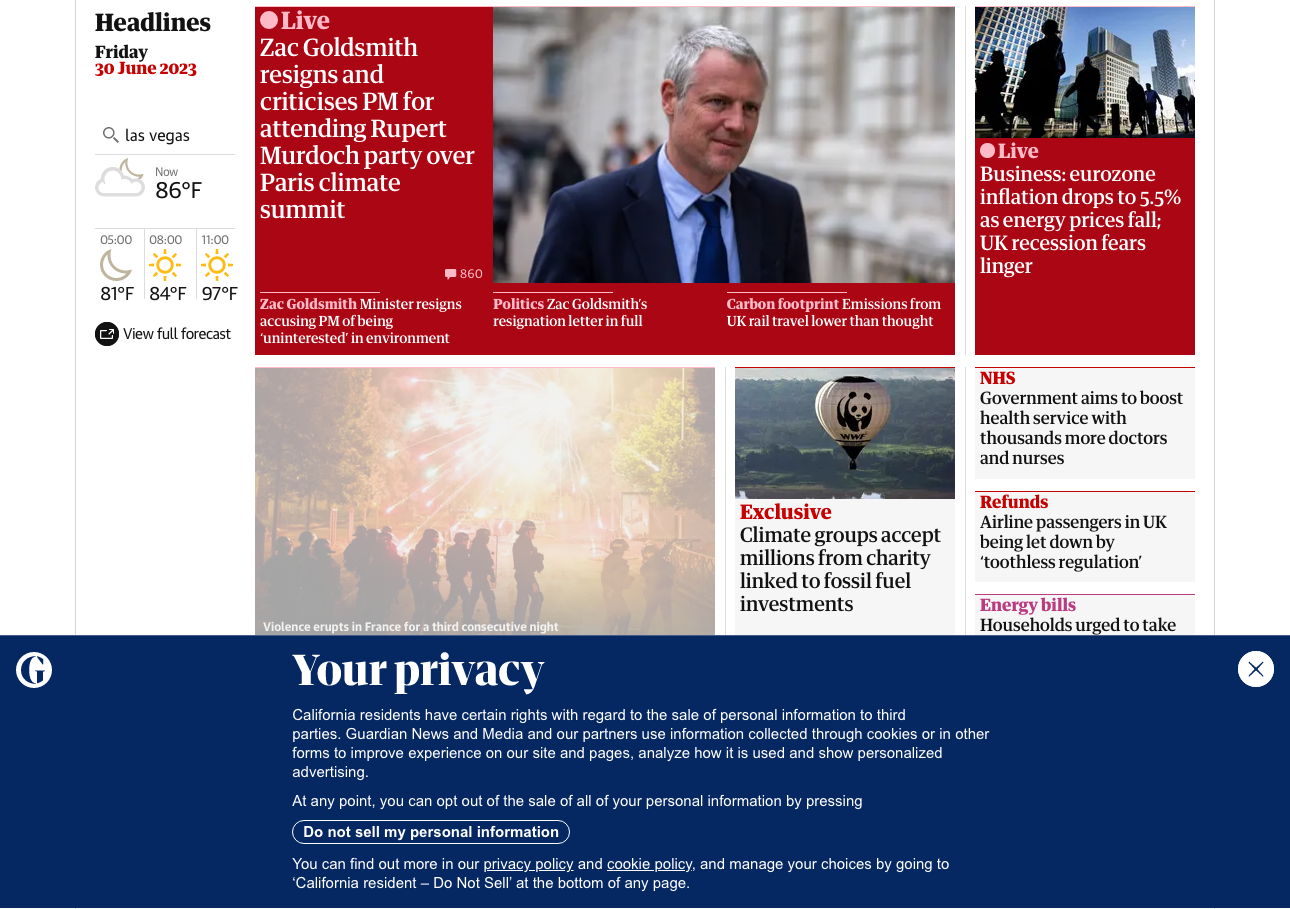 Headlines
Friday
30 June 2023
las vegas
Now
86°F
05:00
81°F
08:00
84°F
11:00
97°F
View full forecast
Live
Zac Goldsmith
resigns and
criticises PM for
attending Rupert
Murdoch party over
Paris climate
summit
860
Zac Goldsmith Minister resigns
accusing PM of being
‘uninterested’ in environment
Politics Zac Goldsmith’s
resignation letter in full
Carbon footprint Emissions from
UK rail travel lower than thought
Live
Business: eurozone
inflation drops to 5.5%
as energy prices fall;
UK recession fears
linger
Violence erupts in France for a third consecutive night
WWF
Exclusive
Climate groups accept
millions from charity
linked to fossil fuel
investments
NHS
Government aims to boost
health service with
thousands more doctors
and nurses
Refunds
Airline passengers in UK
being let down by
‘toothless regulation’
Energy bills
Households urged to take
Your privacy
California residents have certain rights with regard to the sale of personal information to third
parties. Guardian News and Media and our partners use information collected through cookies or in other
forms to improve experience on our site and pages, analyze how it is used and show personalized
advertising.
At any point, you can opt out of the sale of all of your personal information by pressing
Do not sell my personal information
You can find out more in our privacy policy and cookie policy, and manage your choices by going to
‘California resident – Do Not Sell’ at the bottom of any page.